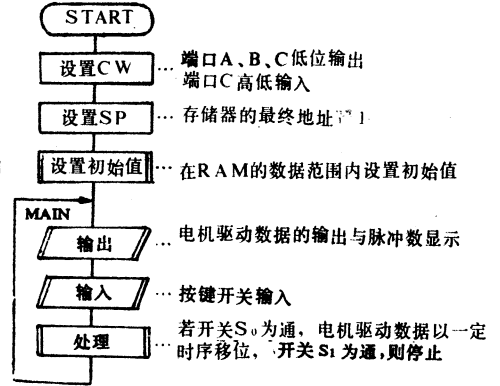 START
设置CW
…端口A、B、C低位输出
端口C高低输入
设置SP
…存储器的最终地址
设置初始值
…在RAM的数据范围内设置初始值
MAIN
输出
…电机驱动数据的输出与脉冲数显示
输入
…按键开关输入
处理
…若开关S₀为通，电机驱动数据以一定
时序移位，开关S₁为通，则停止